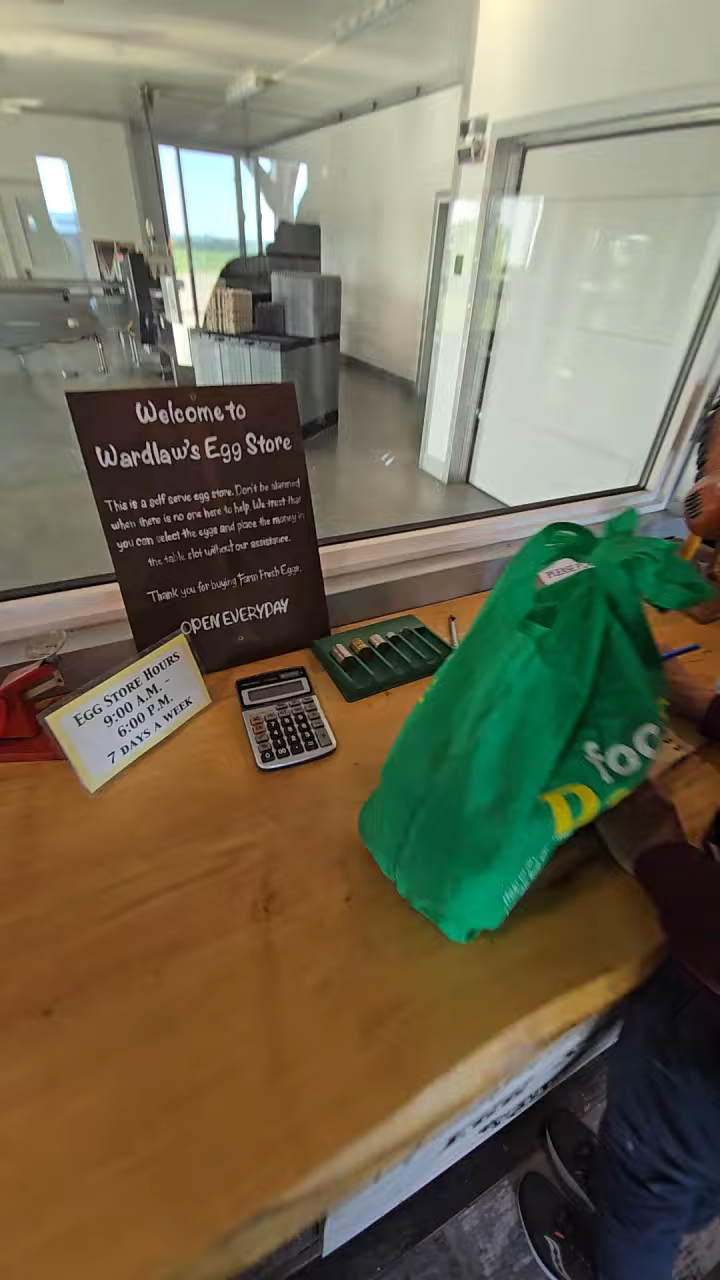 Welcome to
Wardlaw's Egg Store
This is a self serve egg store. Don't be alarmed
when there is no one here to help. We trust that
you can select the eggs and place the money in
the table slot without our assistance.
Thank you for buying Farm Fresh Eggs.
OPEN EVERYDAY
EGG STORE HOURS
9:00 A.M. -
6:00 P.M.
7 DAYS A WEEK
PLEASE
foo
D